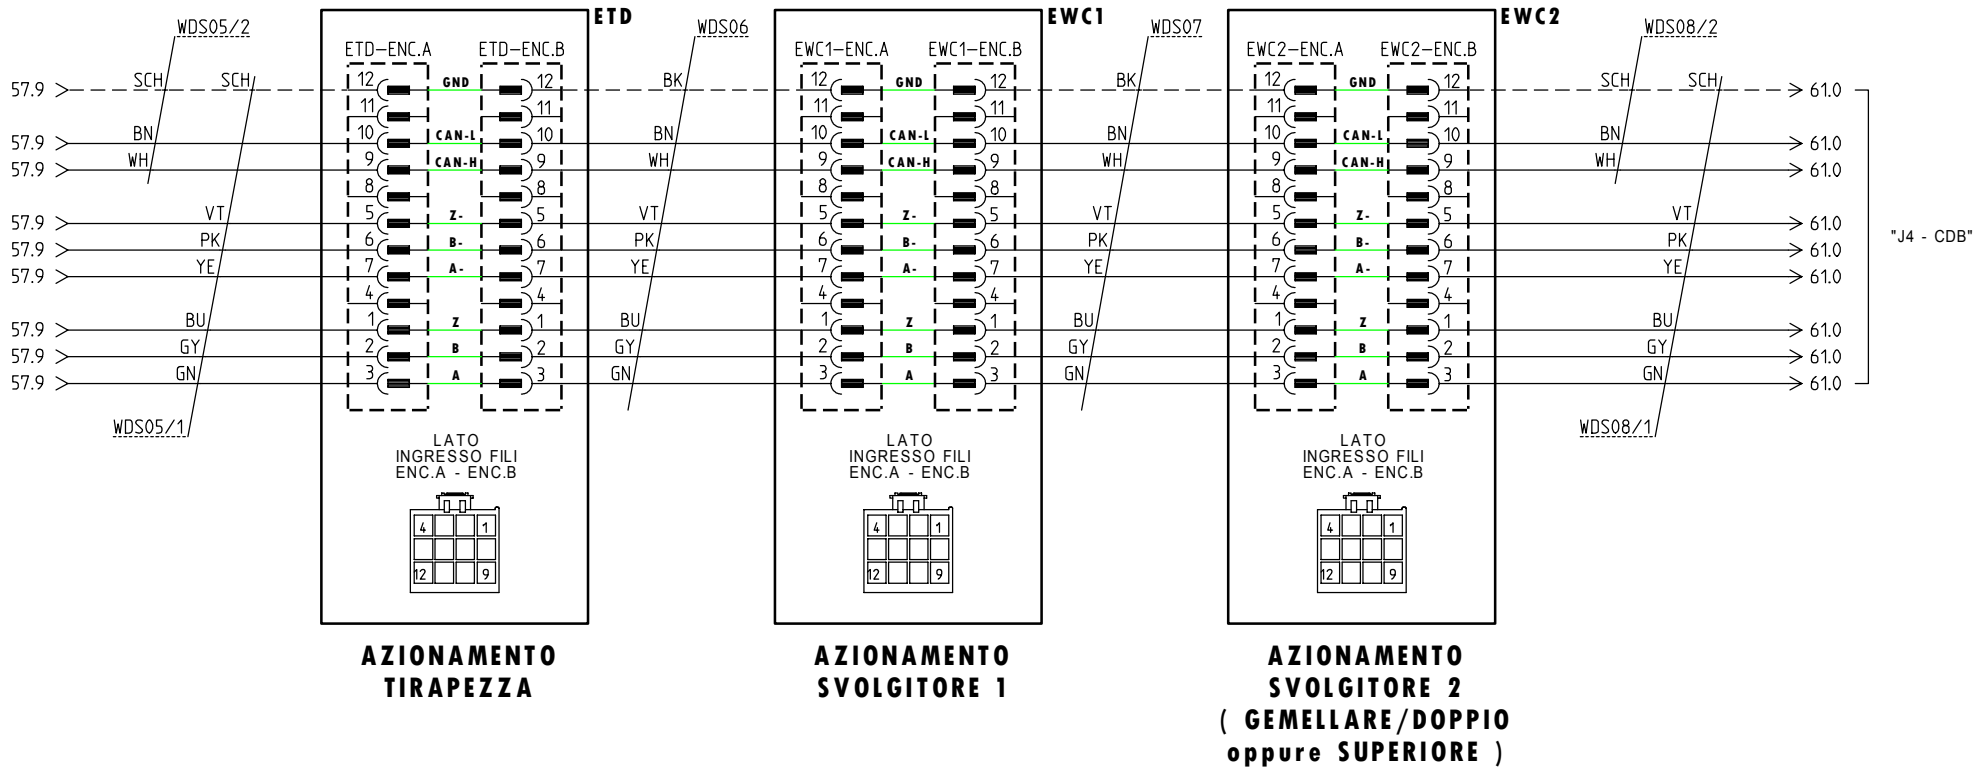 ETD EWC1 EWC2
WDS05/2 WDS06 WDS07 WDS08/2
ETD-ENC.A ETD-ENC.B EWC1-ENC.A EWC1-ENC.B EWC2-ENC.A EWC2-ENC.B
57.9 SCH SCH 12 GND 12 BK 12 GND 12 BK 12 GND 12 SCH SCH 61.0
11 11 11 11 11 11
57.9 BN 10 CAN-L 10 BN 10 CAN-L 10 BN 10 CAN-L 10 BN 61.0
57.9 WH 9 CAN-H 9 WH 9 CAN-H 9 WH 9 CAN-H 9 WH 61.0
8 8 8 8 8 8
57.9 VT 5 Z- 5 VT 5 Z- 5 VT 5 Z- 5 VT 61.0
57.9 PK 6 B- 6 PK 6 B- 6 PK 6 B- 6 PK 61.0
"J4 - CDB"
57.9 YE 7 A- 7 YE 7 A- 7 YE 7 A- 7 YE 61.0
4 4 4 4 4 4
57.9 BU 1 Z 1 BU 1 Z 1 BU 1 Z 1 BU 61.0
57.9 GY 2 B 2 GY 2 B 2 GY 2 B 2 GY 61.0
57.9 GN 3 A 3 GN 3 A 3 GN 3 A 3 GN 61.0
WDS05/1 WDS08/1
LATO LATO LATO
INGRESSO FILI INGRESSO FILI INGRESSO FILI
ENC.A - ENC.B ENC.A - ENC.B ENC.A - ENC.B
4 1 4 1 4 1
12 9 12 9 12 9
AZIONAMENTO AZIONAMENTO AZIONAMENTO
TIRAPEZZA SVOLGITORE 1 SVOLGITORE 2
( GEMELLARE/DOPPIO
oppure SUPERIORE )